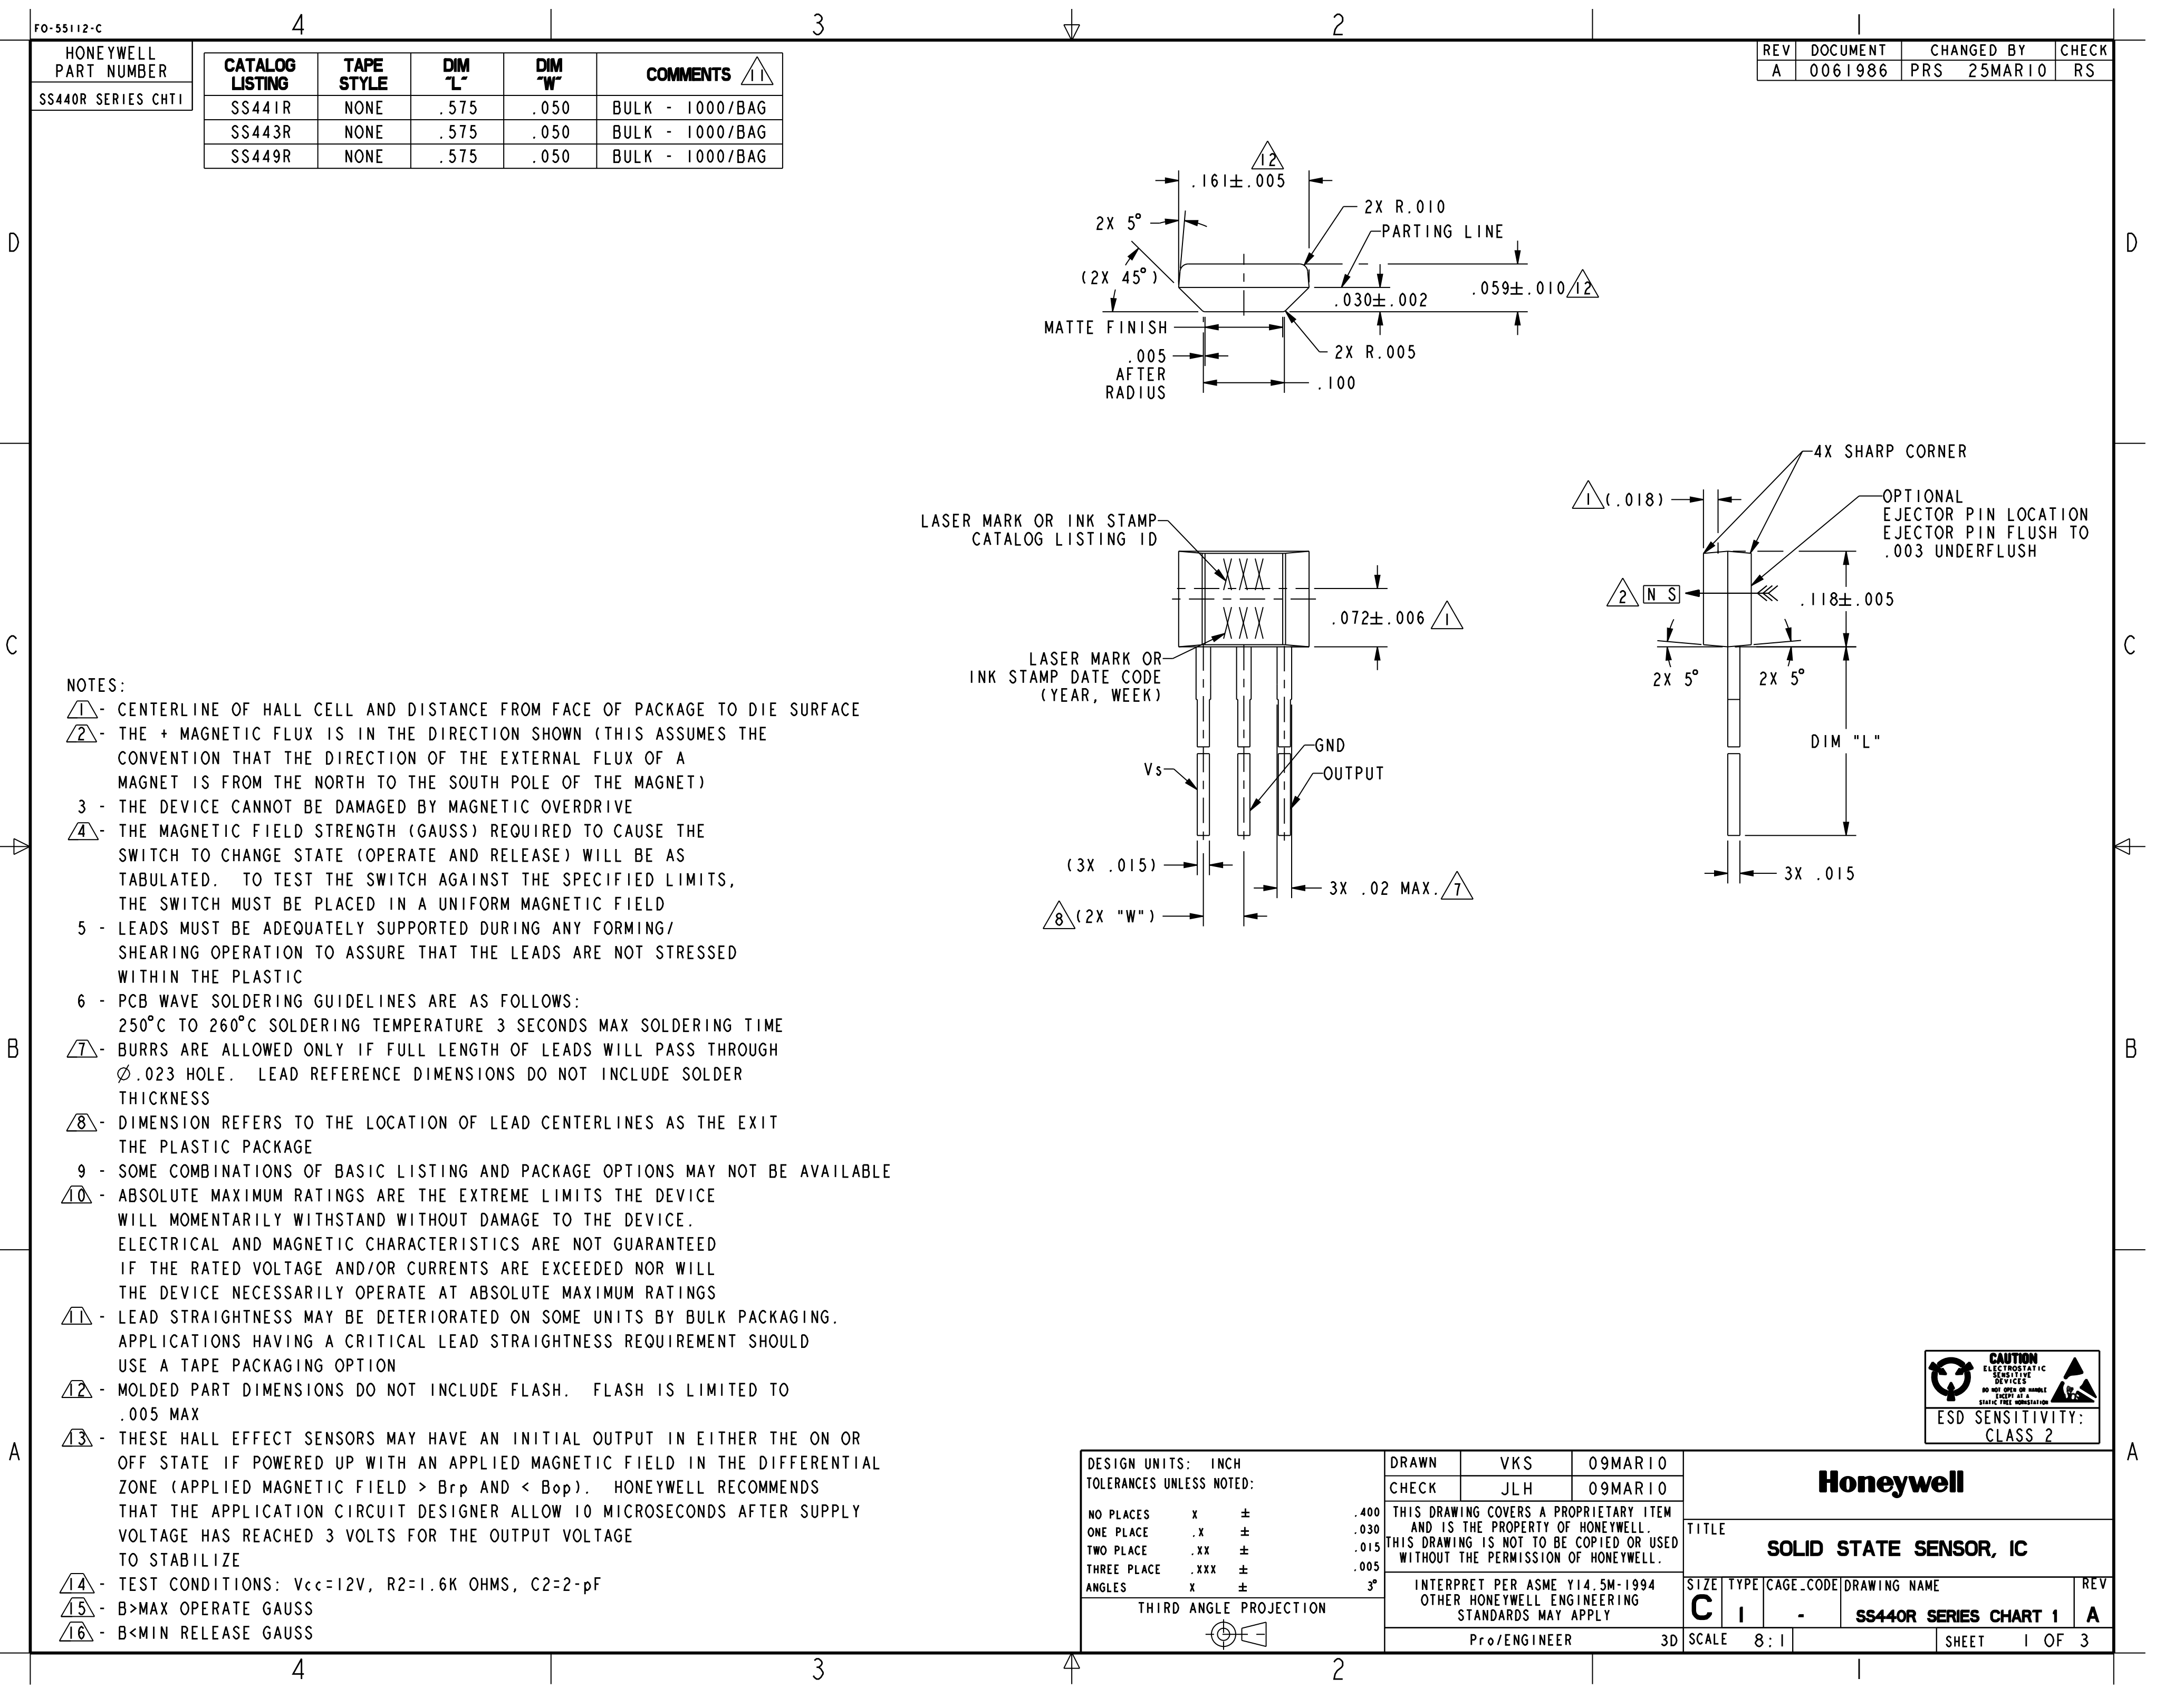 FO-55112-C
4
3
2
1
HONEYWELL
PART NUMBER
SS440R SERIES CHT1
CATALOG LISTING TAPE STYLE DIM "L" DIM "W" COMMENTS 11
SS441R NONE .575 .050 BULK - 1000/BAG
SS443R NONE .575 .050 BULK - 1000/BAG
SS449R NONE .575 .050 BULK - 1000/BAG
REV DOCUMENT CHANGED BY CHECK
A 0061986 PRS 25MAR10 RS
D
D
12
.161±.005
2X 5°
2X R.010
PARTING LINE
(2X 45°)
.059±.010 12
.030±.002
MATTE FINISH
.005
AFTER
RADIUS
2X R.005
.100
4X SHARP CORNER
1 (.018)
OPTIONAL
EJECTOR PIN LOCATION
EJECTOR PIN FLUSH TO
.003 UNDERFLUSH
LASER MARK OR INK STAMP
CATALOG LISTING ID
XXX
XXX
2 N S
.118±.005
.072±.006 1
C
C
LASER MARK OR
INK STAMP DATE CODE
(YEAR, WEEK)
2X 5°
2X 5°
DIM "L"
GND
Vs
OUTPUT
(3X .015)
3X .02 MAX. 7
3X .015
8 (2X "W")
NOTES:
1 - CENTERLINE OF HALL CELL AND DISTANCE FROM FACE OF PACKAGE TO DIE SURFACE
2 - THE + MAGNETIC FLUX IS IN THE DIRECTION SHOWN (THIS ASSUMES THE
CONVENTION THAT THE DIRECTION OF THE EXTERNAL FLUX OF A
MAGNET IS FROM THE NORTH TO THE SOUTH POLE OF THE MAGNET)
3 - THE DEVICE CANNOT BE DAMAGED BY MAGNETIC OVERDRIVE
4 - THE MAGNETIC FIELD STRENGTH (GAUSS) REQUIRED TO CAUSE THE
SWITCH TO CHANGE STATE (OPERATE AND RELEASE) WILL BE AS
TABULATED. TO TEST THE SWITCH AGAINST THE SPECIFIED LIMITS,
THE SWITCH MUST BE PLACED IN A UNIFORM MAGNETIC FIELD
5 - LEADS MUST BE ADEQUATELY SUPPORTED DURING ANY FORMING/
SHEARING OPERATION TO ASSURE THAT THE LEADS ARE NOT STRESSED
WITHIN THE PLASTIC
6 - PCB WAVE SOLDERING GUIDELINES ARE AS FOLLOWS:
250°C TO 260°C SOLDERING TEMPERATURE 3 SECONDS MAX SOLDERING TIME
7 - BURRS ARE ALLOWED ONLY IF FULL LENGTH OF LEADS WILL PASS THROUGH
Ø.023 HOLE. LEAD REFERENCE DIMENSIONS DO NOT INCLUDE SOLDER
THICKNESS
8 - DIMENSION REFERS TO THE LOCATION OF LEAD CENTERLINES AS THE EXIT
THE PLASTIC PACKAGE
9 - SOME COMBINATIONS OF BASIC LISTING AND PACKAGE OPTIONS MAY NOT BE AVAILABLE
10 - ABSOLUTE MAXIMUM RATINGS ARE THE EXTREME LIMITS THE DEVICE
WILL MOMENTARILY WITHSTAND WITHOUT DAMAGE TO THE DEVICE.
ELECTRICAL AND MAGNETIC CHARACTERISTICS ARE NOT GUARANTEED
IF THE RATED VOLTAGE AND/OR CURRENTS ARE EXCEEDED NOR WILL
THE DEVICE NECESSARILY OPERATE AT ABSOLUTE MAXIMUM RATINGS
11 - LEAD STRAIGHTNESS MAY BE DETERIORATED ON SOME UNITS BY BULK PACKAGING.
APPLICATIONS HAVING A CRITICAL LEAD STRAIGHTNESS REQUIREMENT SHOULD
USE A TAPE PACKAGING OPTION
12 - MOLDED PART DIMENSIONS DO NOT INCLUDE FLASH. FLASH IS LIMITED TO
.005 MAX
13 - THESE HALL EFFECT SENSORS MAY HAVE AN INITIAL OUTPUT IN EITHER THE ON OR
OFF STATE IF POWERED UP WITH AN APPLIED MAGNETIC FIELD IN THE DIFFERENTIAL
ZONE (APPLIED MAGNETIC FIELD > Brp AND < Bop). HONEYWELL RECOMMENDS
THAT THE APPLICATION CIRCUIT DESIGNER ALLOW 10 MICROSECONDS AFTER SUPPLY
VOLTAGE HAS REACHED 3 VOLTS FOR THE OUTPUT VOLTAGE
TO STABILIZE
14 - TEST CONDITIONS: Vcc=12V, R2=1.6K OHMS, C2=2-pF
15 - B>MAX OPERATE GAUSS
16 - B<MIN RELEASE GAUSS
B
B
A
A
CAUTION
ELECTROSTATIC
SENSITIVE
DEVICES
DO NOT OPEN OR HANDLE
EXCEPT AT A
STATIC FREE WORKSTATION
ESD SENSITIVITY:
CLASS 2
DESIGN UNITS: INCH
TOLERANCES UNLESS NOTED:
NO PLACES X ± .400
ONE PLACE .X ± .030
TWO PLACE .XX ± .015
THREE PLACE .XXX ± .005
ANGLES X ± 3°
THIRD ANGLE PROJECTION
DRAWN VKS 09MAR10
CHECK JLH 09MAR10
THIS DRAWING COVERS A PROPRIETARY ITEM
AND IS THE PROPERTY OF HONEYWELL.
THIS DRAWING IS NOT TO BE COPIED OR USED
WITHOUT THE PERMISSION OF HONEYWELL.
INTERPRET PER ASME Y14.5M-1994
OTHER HONEYWELL ENGINEERING
STANDARDS MAY APPLY
Pro/ENGINEER 3D
Honeywell
TITLE
SOLID STATE SENSOR, IC
SIZE TYPE CAGE_CODE DRAWING NAME REV
C 1 - SS440R SERIES CHART 1 A
SCALE 8:1 SHEET 1 OF 3
4
3
2
1